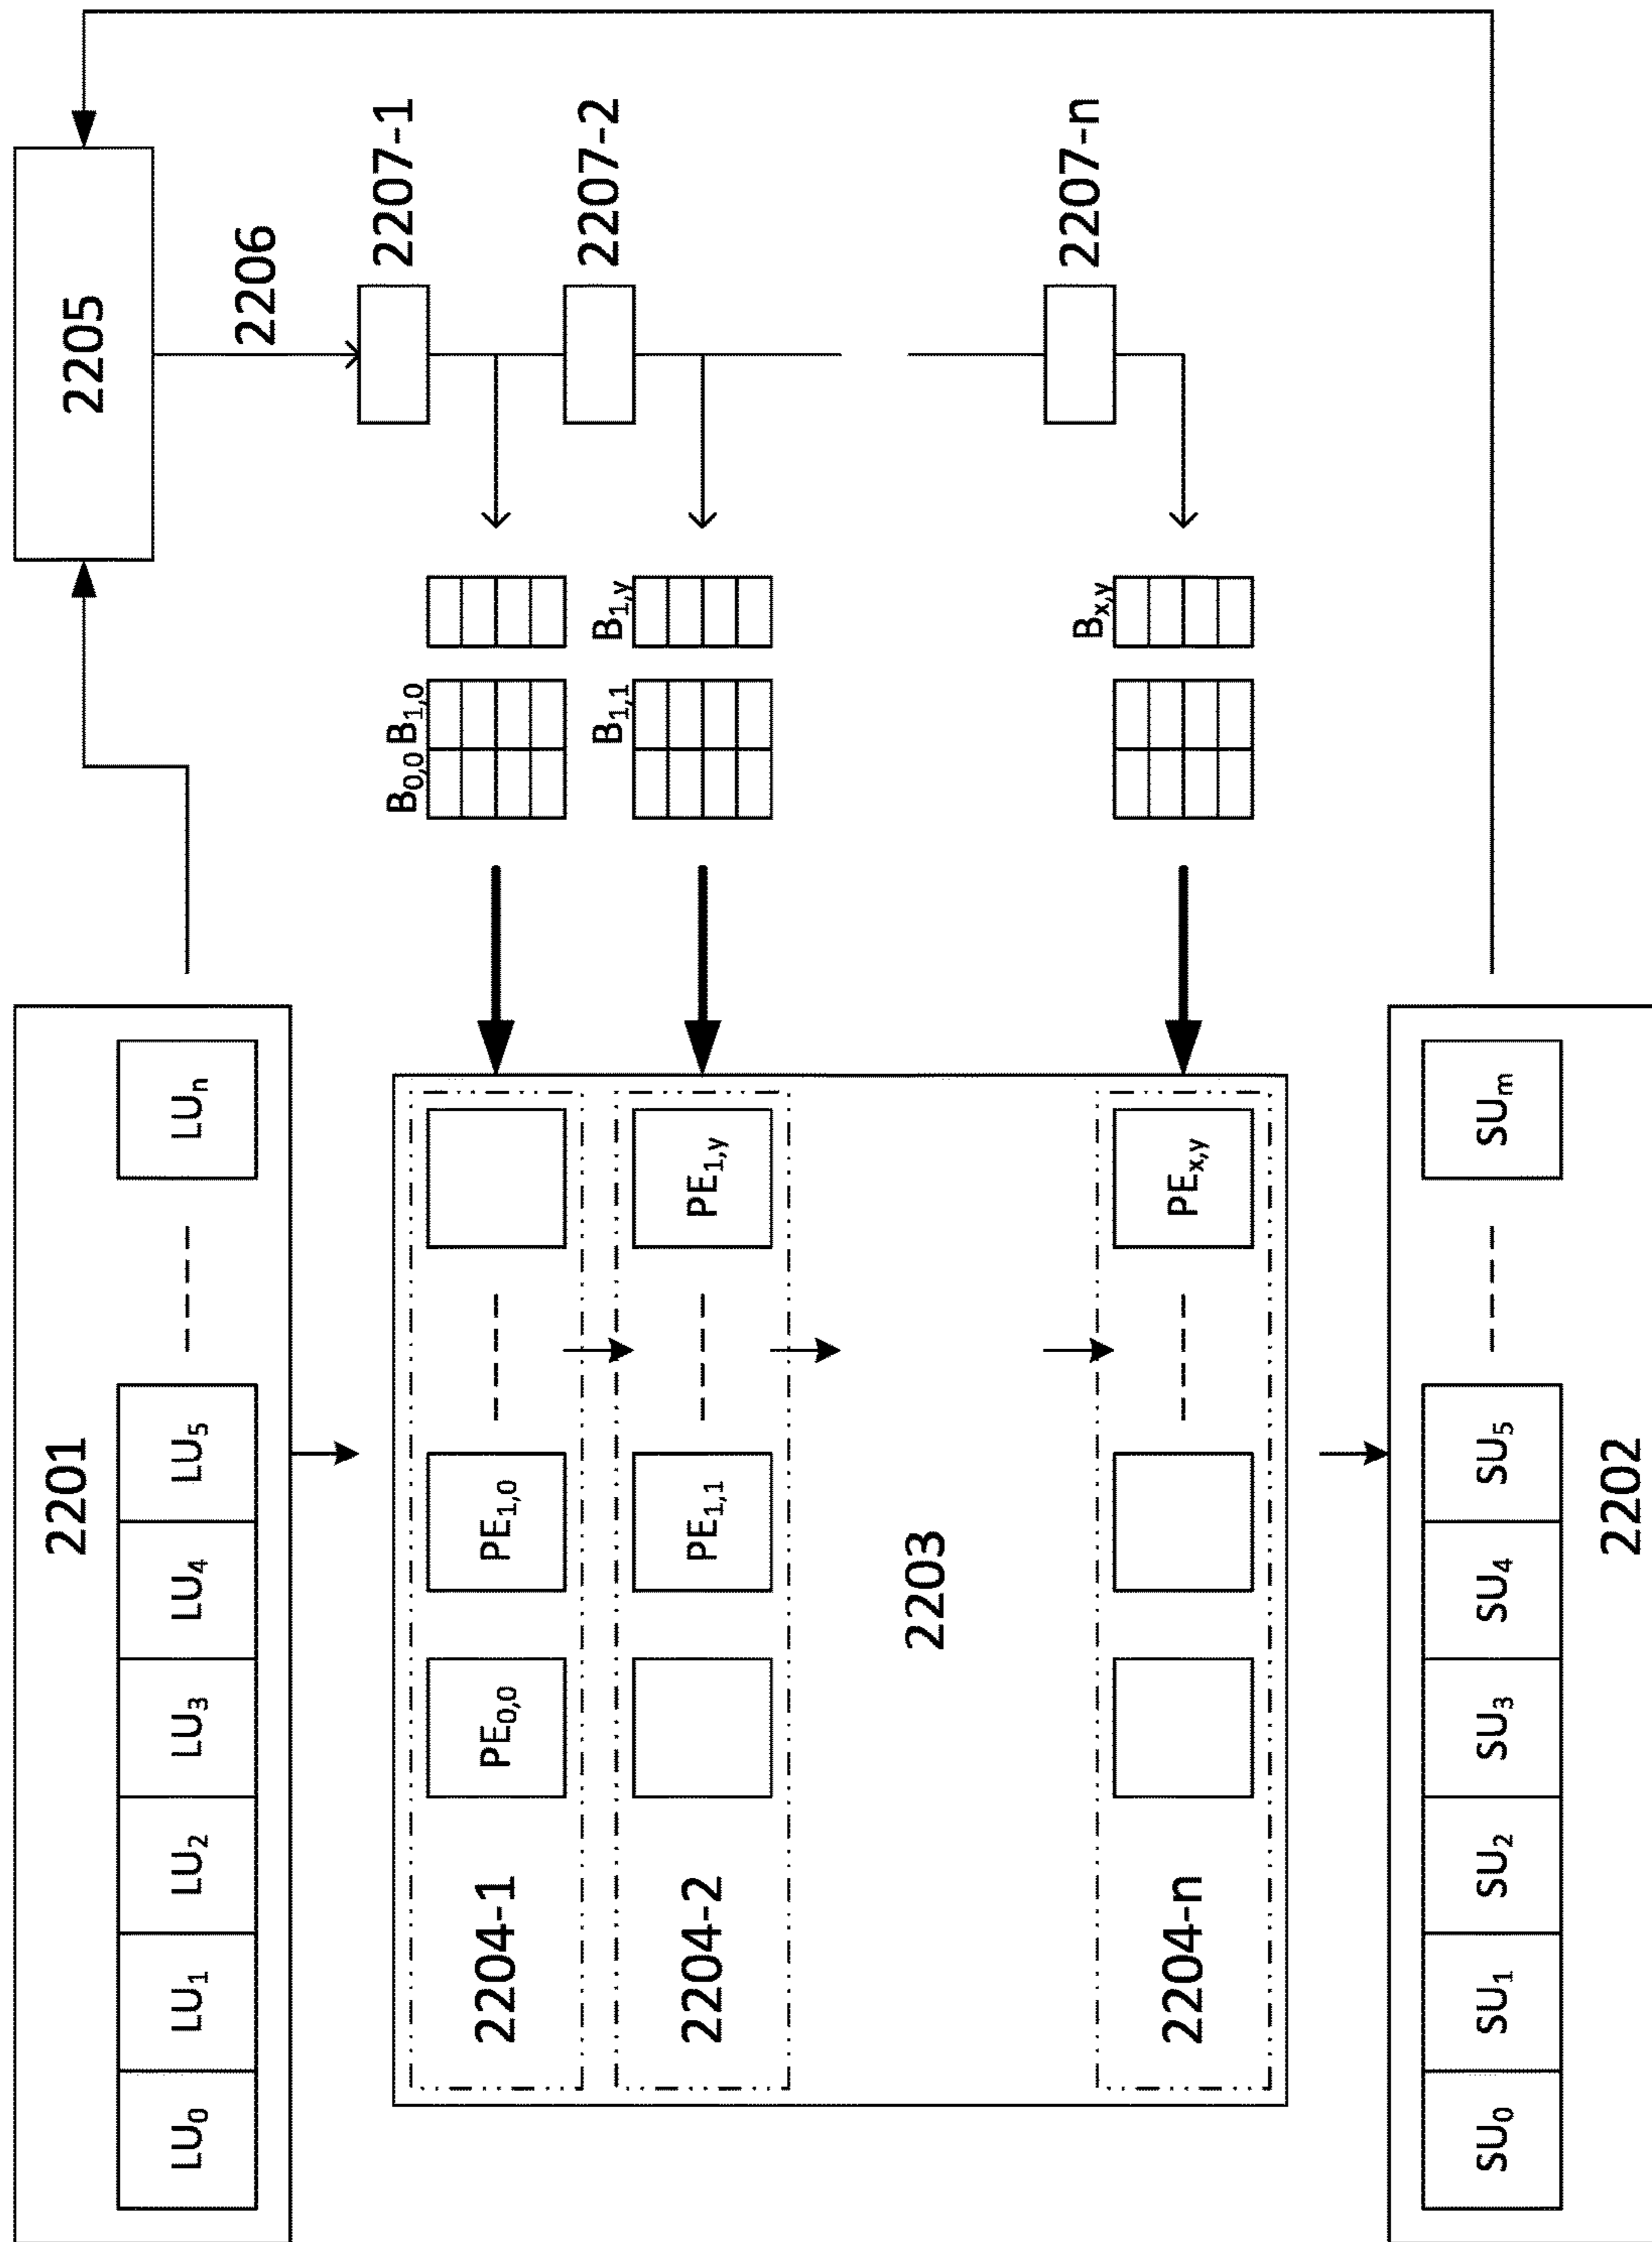 2201 2205
LU₀ LU₁ LU₂ LU₃ LU₄ LU₅ LUₙ
2206
B₀,₀ B₁,₀ 2207-1
2204-1 PE₀,₀ PE₁,₀
B₁,₁ B₁,y 2207-2
2204-2 PE₁,₁ PE₁,y
2203
Bx,y 2207-n
2204-n PEx,y
SU₀ SU₁ SU₂ SU₃ SU₄ SU₅ SUₘ
2202